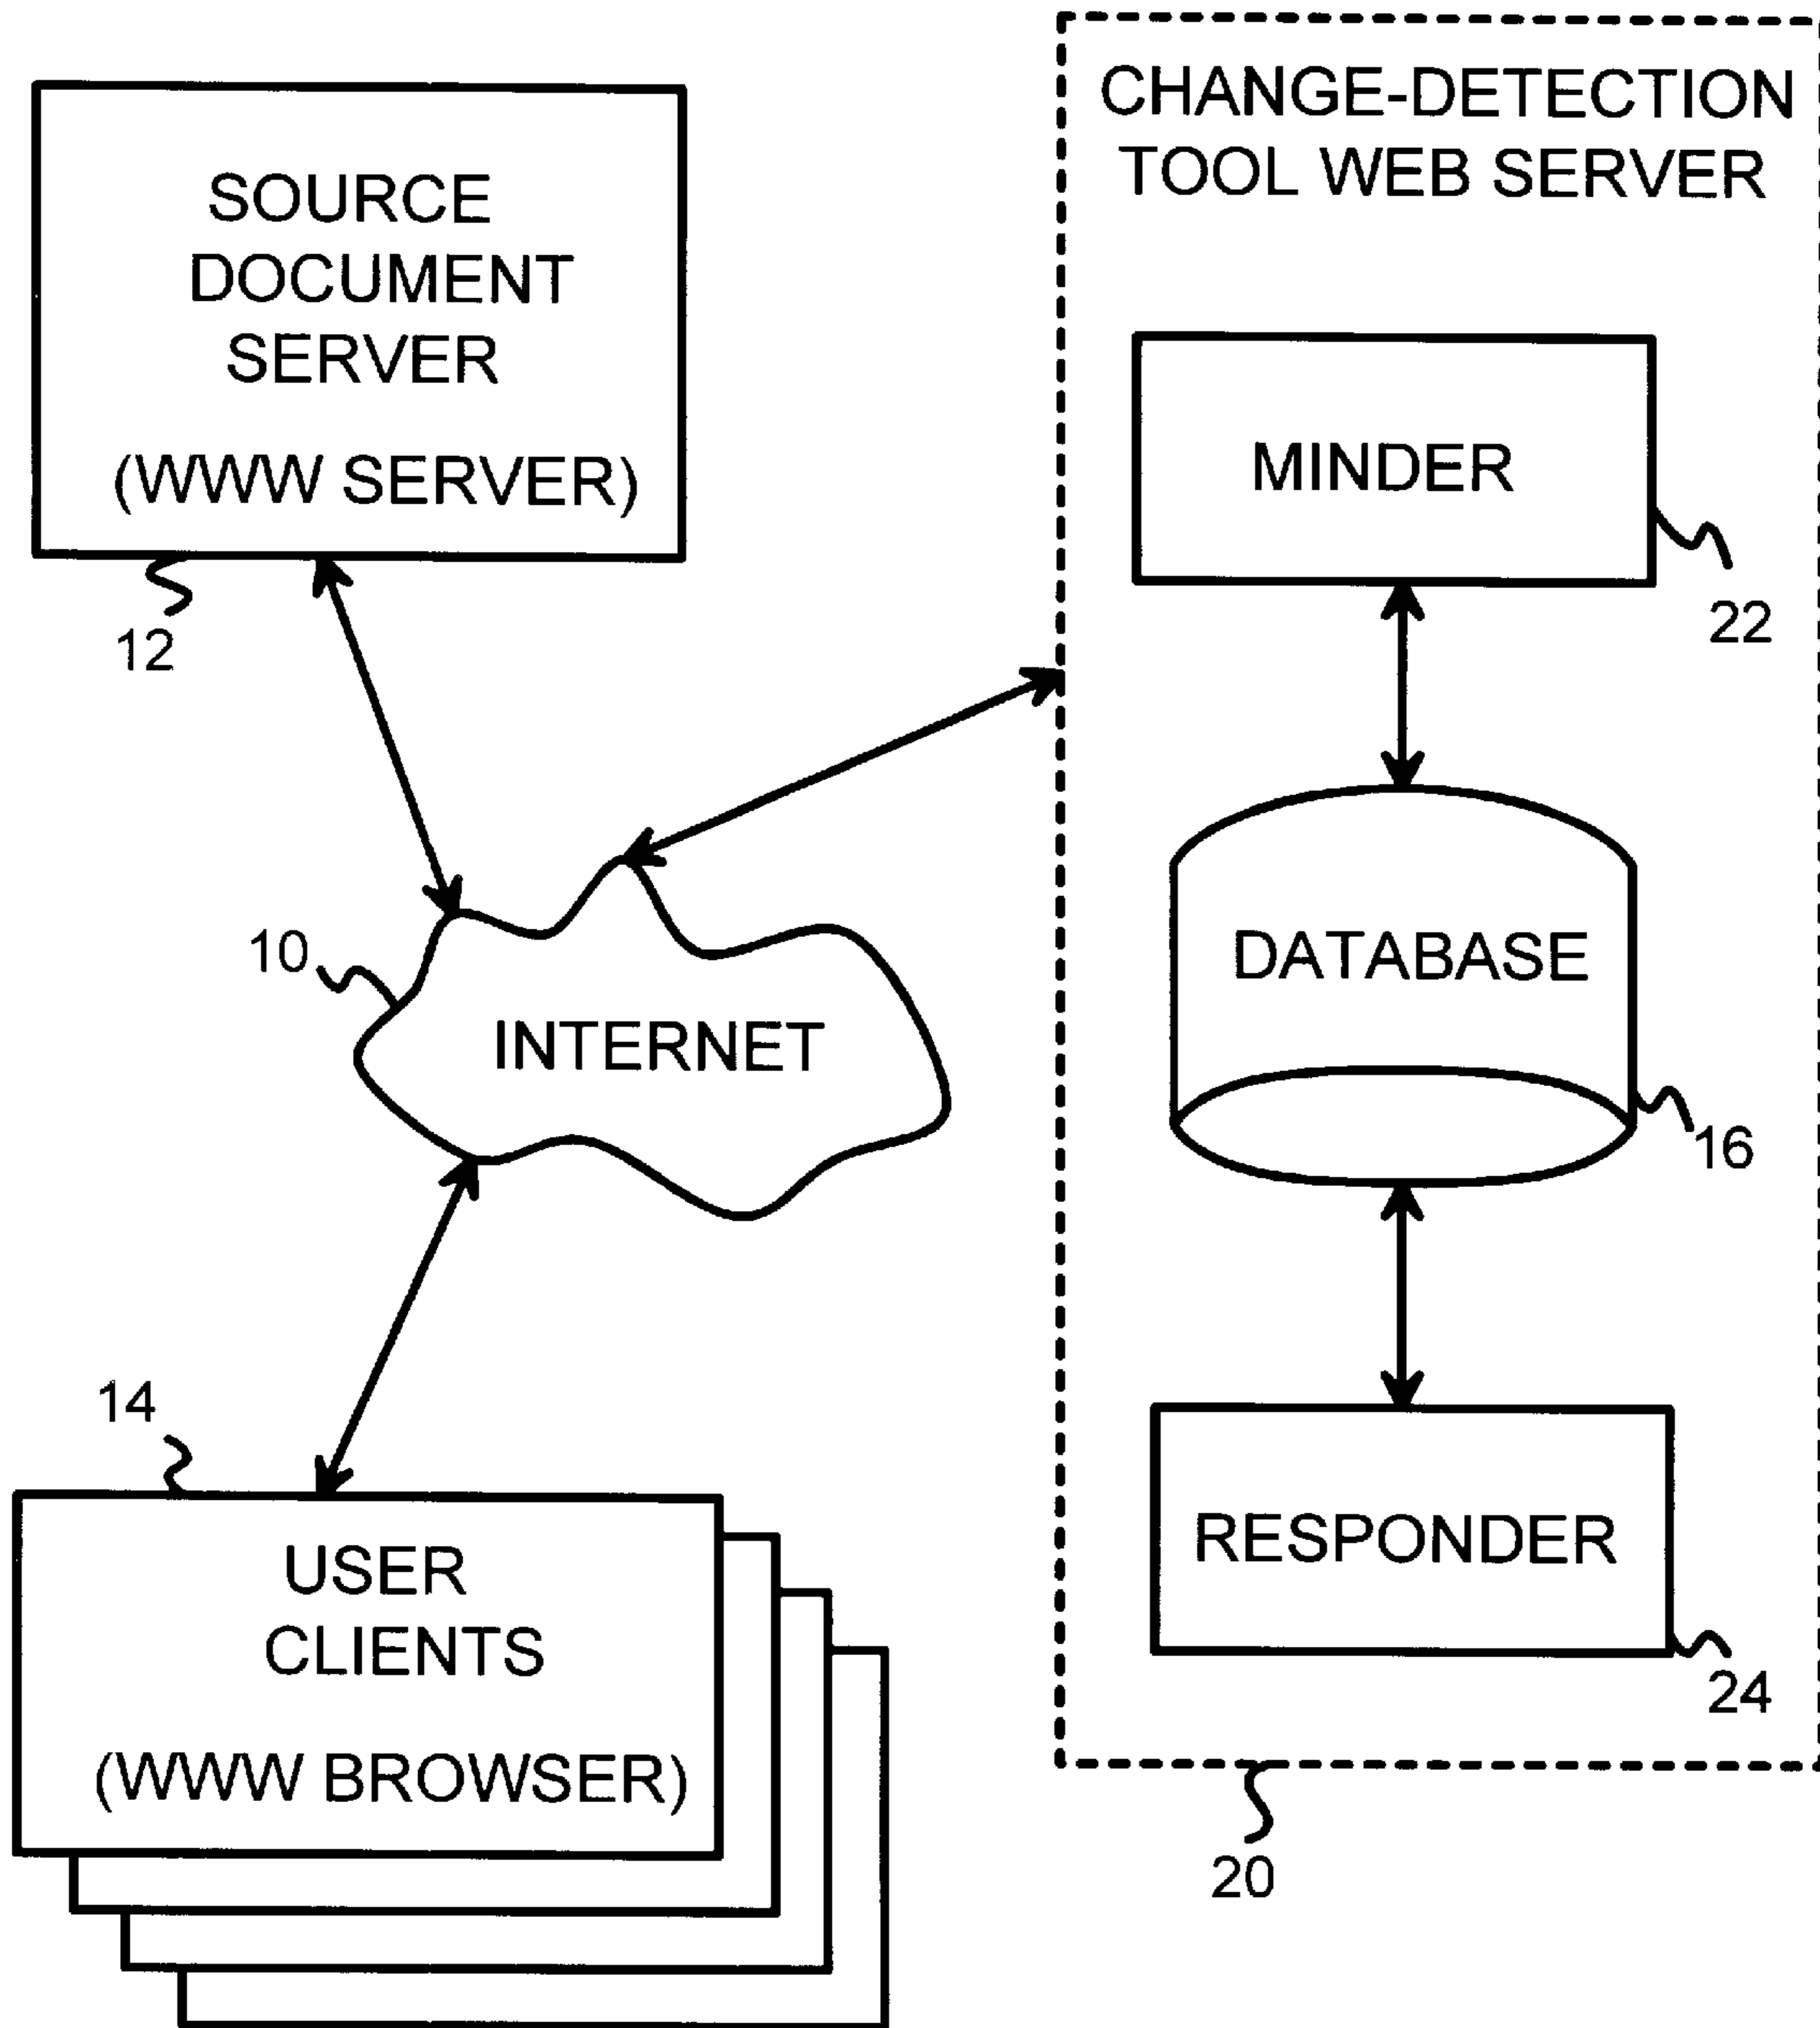 SOURCE
DOCUMENT
SERVER
(WWW SERVER)
12
CHANGE-DETECTION
TOOL WEB SERVER
MINDER
22
DATABASE
16
RESPONDER
24
20
10
INTERNET
14
USER
CLIENTS
(WWW BROWSER)